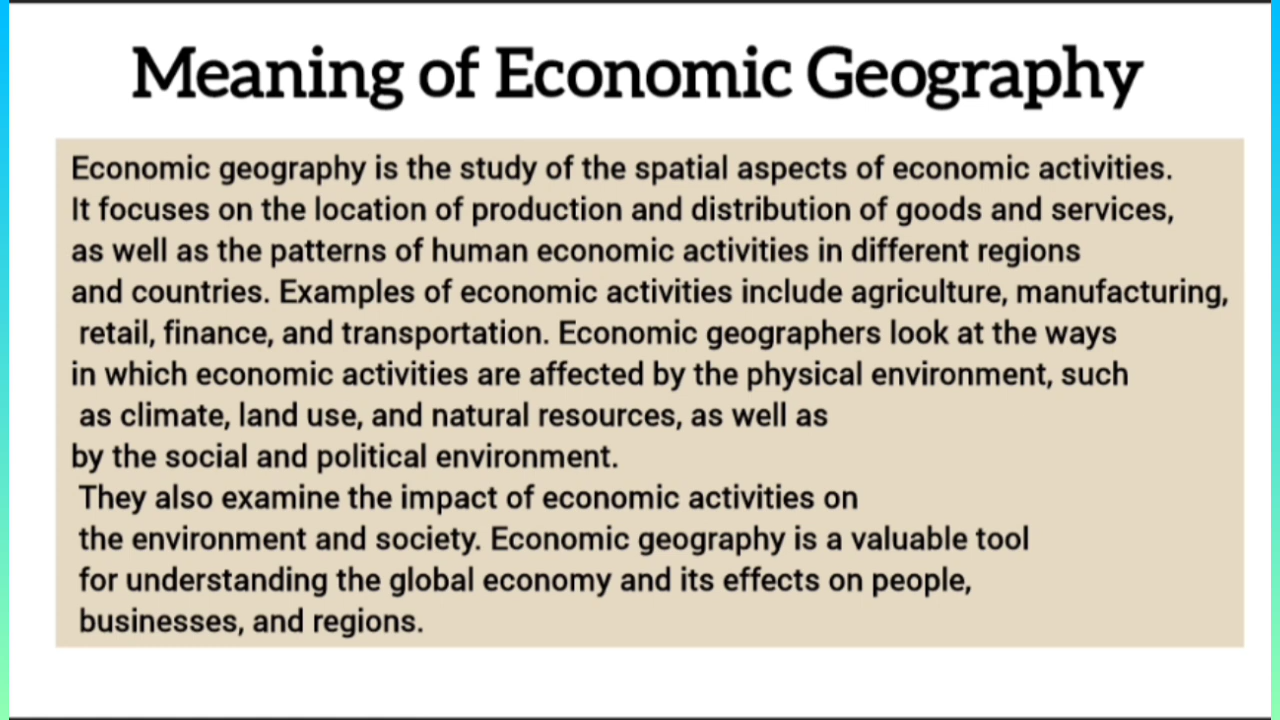 Meaning of Economic Geography
Economic geography is the study of the spatial aspects of economic activities.
It focuses on the location of production and distribution of goods and services,
as well as the patterns of human economic activities in different regions
and countries. Examples of economic activities include agriculture, manufacturing,
retail, finance, and transportation. Economic geographers look at the ways
in which economic activities are affected by the physical environment, such
as climate, land use, and natural resources, as well as
by the social and political environment.
They also examine the impact of economic activities on
the environment and society. Economic geography is a valuable tool
for understanding the global economy and its effects on people,
businesses, and regions.